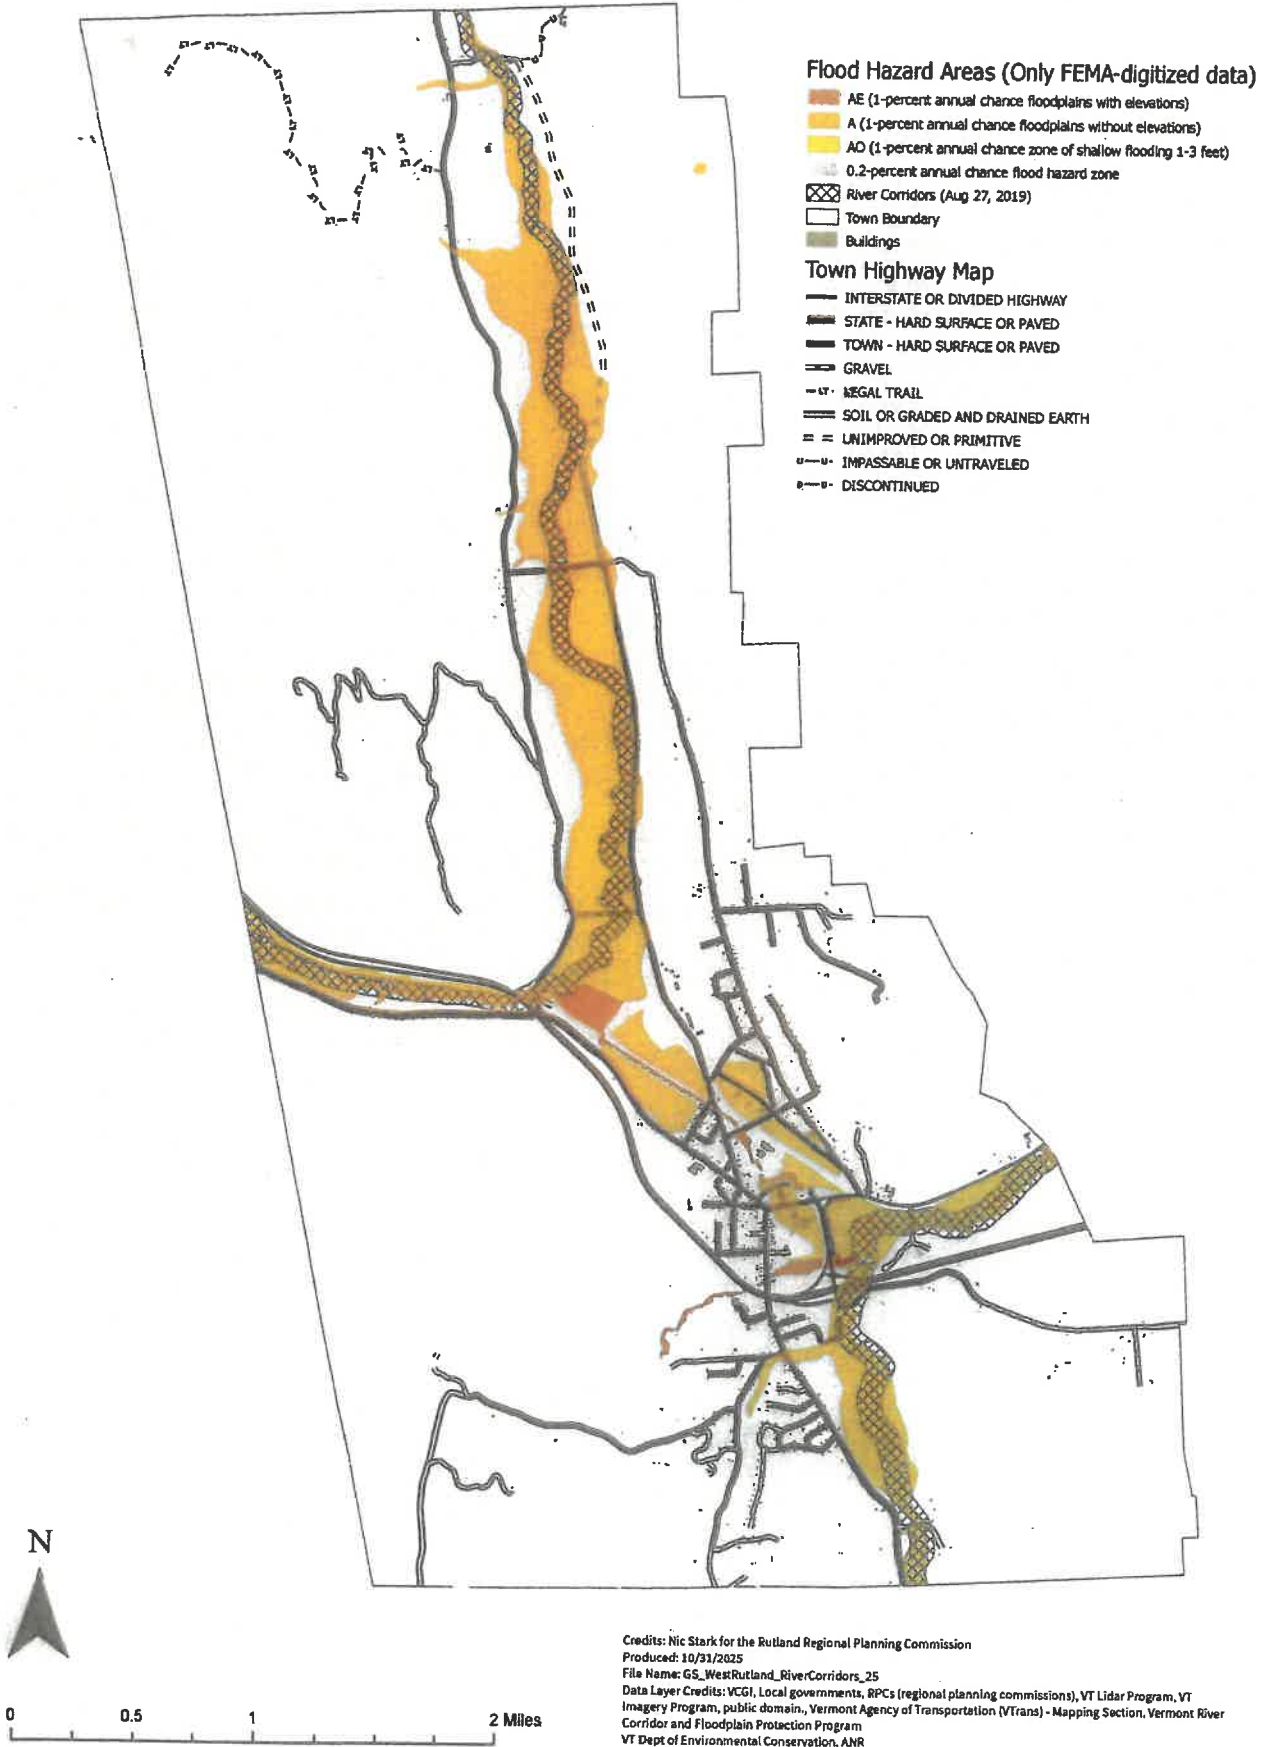 Flood Hazard Areas (Only FEMA-digitized data)
AE (1-percent annual chance floodplains with elevations)
A (1-percent annual chance floodplains without elevations)
AO (1-percent annual chance zone of shallow flooding 1-3 feet)
0.2-percent annual chance flood hazard zone
River Corridors (Aug 27, 2019)
Town Boundary
Buildings
Town Highway Map
INTERSTATE OR DIVIDED HIGHWAY
STATE - HARD SURFACE OR PAVED
TOWN - HARD SURFACE OR PAVED
GRAVEL
LEGAL TRAIL
SOIL OR GRADED AND DRAINED EARTH
UNIMPROVED OR PRIMITIVE
IMPASSABLE OR UNTRAVELED
DISCONTINUED
N
0 0.5 1 2 Miles
Credits: Nic Stark for the Rutland Regional Planning Commission
Produced: 10/31/2025
File Name: GS_WestRutland_RiverCorridors_25
Data Layer Credits: VCGI, Local governments, RPCs (regional planning commissions), VT Lidar Program, VT
Imagery Program, public domain., Vermont Agency of Transportation (VTrans) - Mapping Section, Vermont River
Corridor and Floodplain Protection Program
VT Dept of Environmental Conservation, ANR